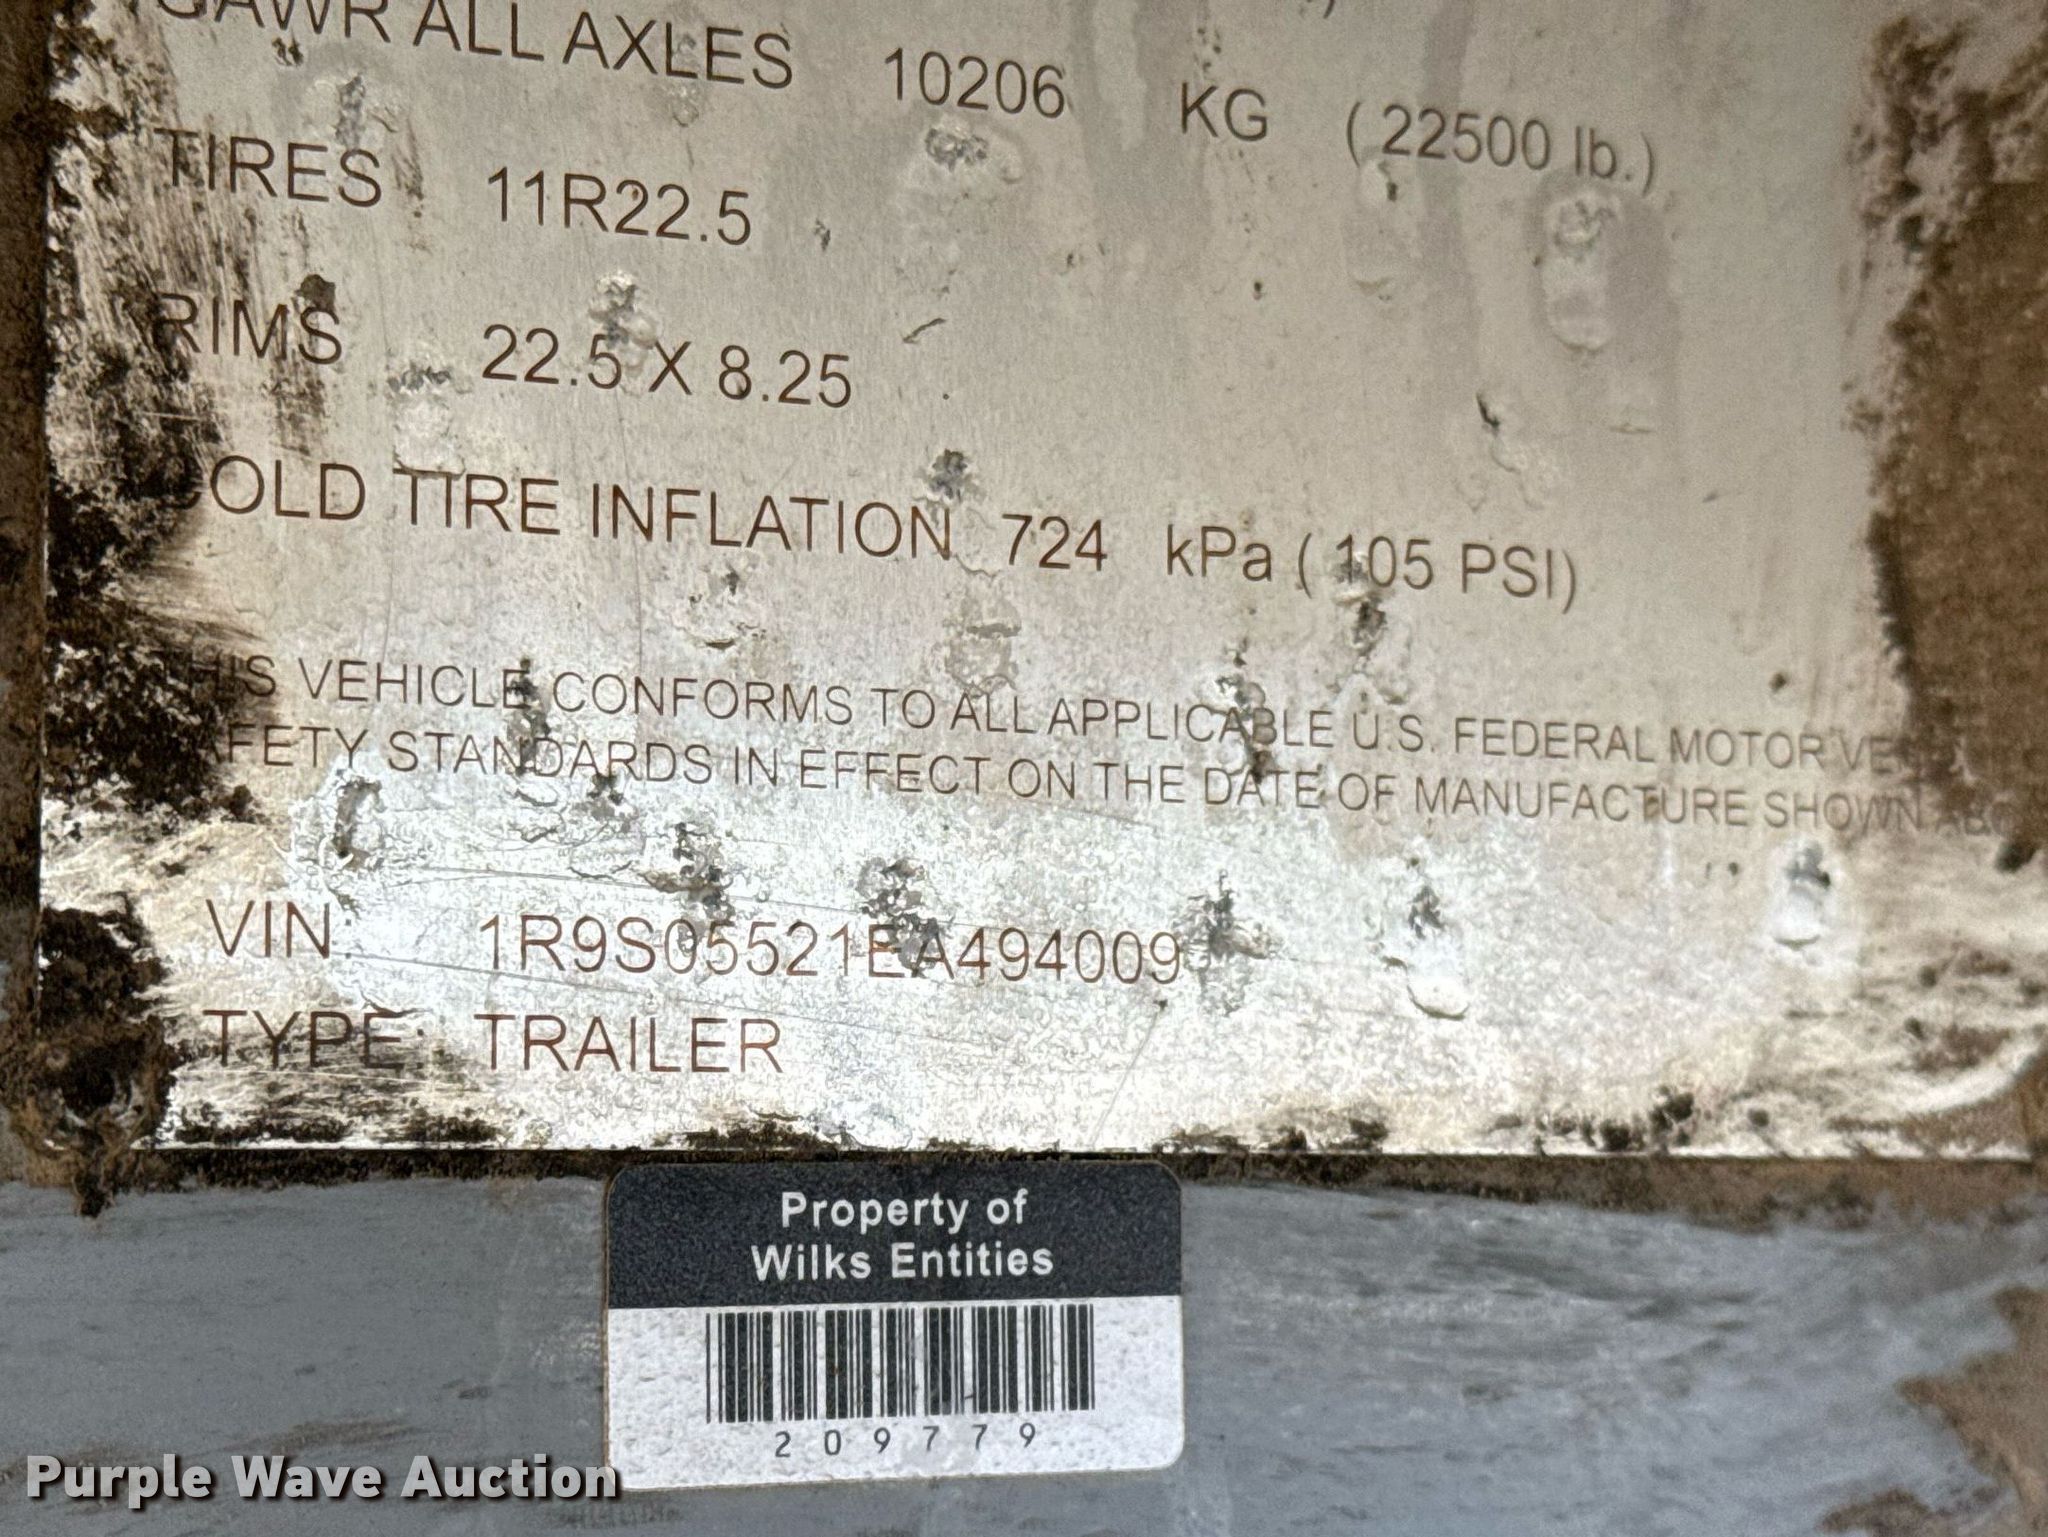 GAWR ALL AXLES 10206 KG ( 22500 lb.)
TIRES 11R22.5
RIMS 22.5 X 8.25
COLD TIRE INFLATION 724 kPa ( 105 PSI)
THIS VEHICLE CONFORMS TO ALL APPLICABLE U.S. FEDERAL MOTOR VE
SAFETY STANDARDS IN EFFECT ON THE DATE OF MANUFACTURE SHOWN ABO
VIN: 1R9S05521EA494009
TYPE: TRAILER
Property of
Wilks Entities
209779
Purple Wave Auction